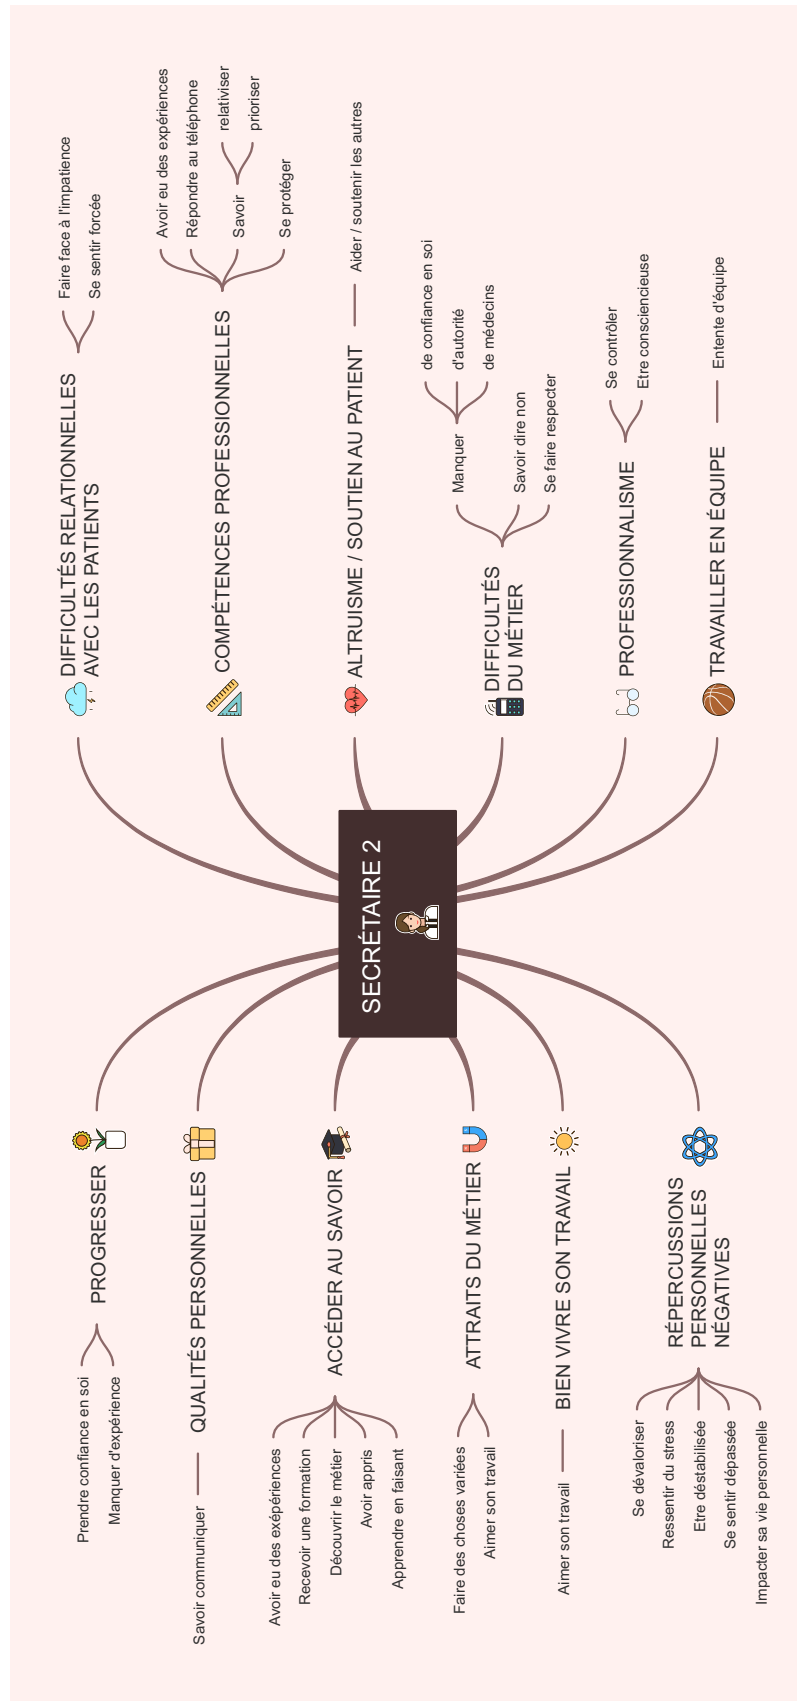 SECRÉTAIRE 2
DIFFICULTÉS RELATIONNELLES
AVEC LES PATIENTS
Faire face à l'impatience
Se sentir forcée
COMPÉTENCES PROFESSIONNELLES
Avoir eu des expériences
Répondre au téléphone
Savoir
relativiser
prioriser
Se protéger
ALTRUISME / SOUTIEN AU PATIENT
Aider / soutenir les autres
DIFFICULTÉS
DU MÉTIER
Manquer
de confiance en soi
d'autorité
de médecins
Savoir dire non
Se faire respecter
PROFESSIONNALISME
Se contrôler
Etre consciencieuse
TRAVAILLER EN ÉQUIPE
Entente d'équipe
PROGRESSER
Prendre confiance en soi
Manquer d'expérience
QUALITÉS PERSONNELLES
Savoir communiquer
ACCÉDER AU SAVOIR
Avoir eu des exépériences
Recevoir une formation
Découvrir le métier
Avoir appris
Apprendre en faisant
ATTRAITS DU MÉTIER
Faire des choses variées
Aimer son travail
BIEN VIVRE SON TRAVAIL
Aimer son travail
RÉPERCUSSIONS
PERSONNELLES
NÉGATIVES
Se dévaloriser
Ressentir du stress
Etre déstabilisée
Se sentir dépassée
Impacter sa vie personnelle